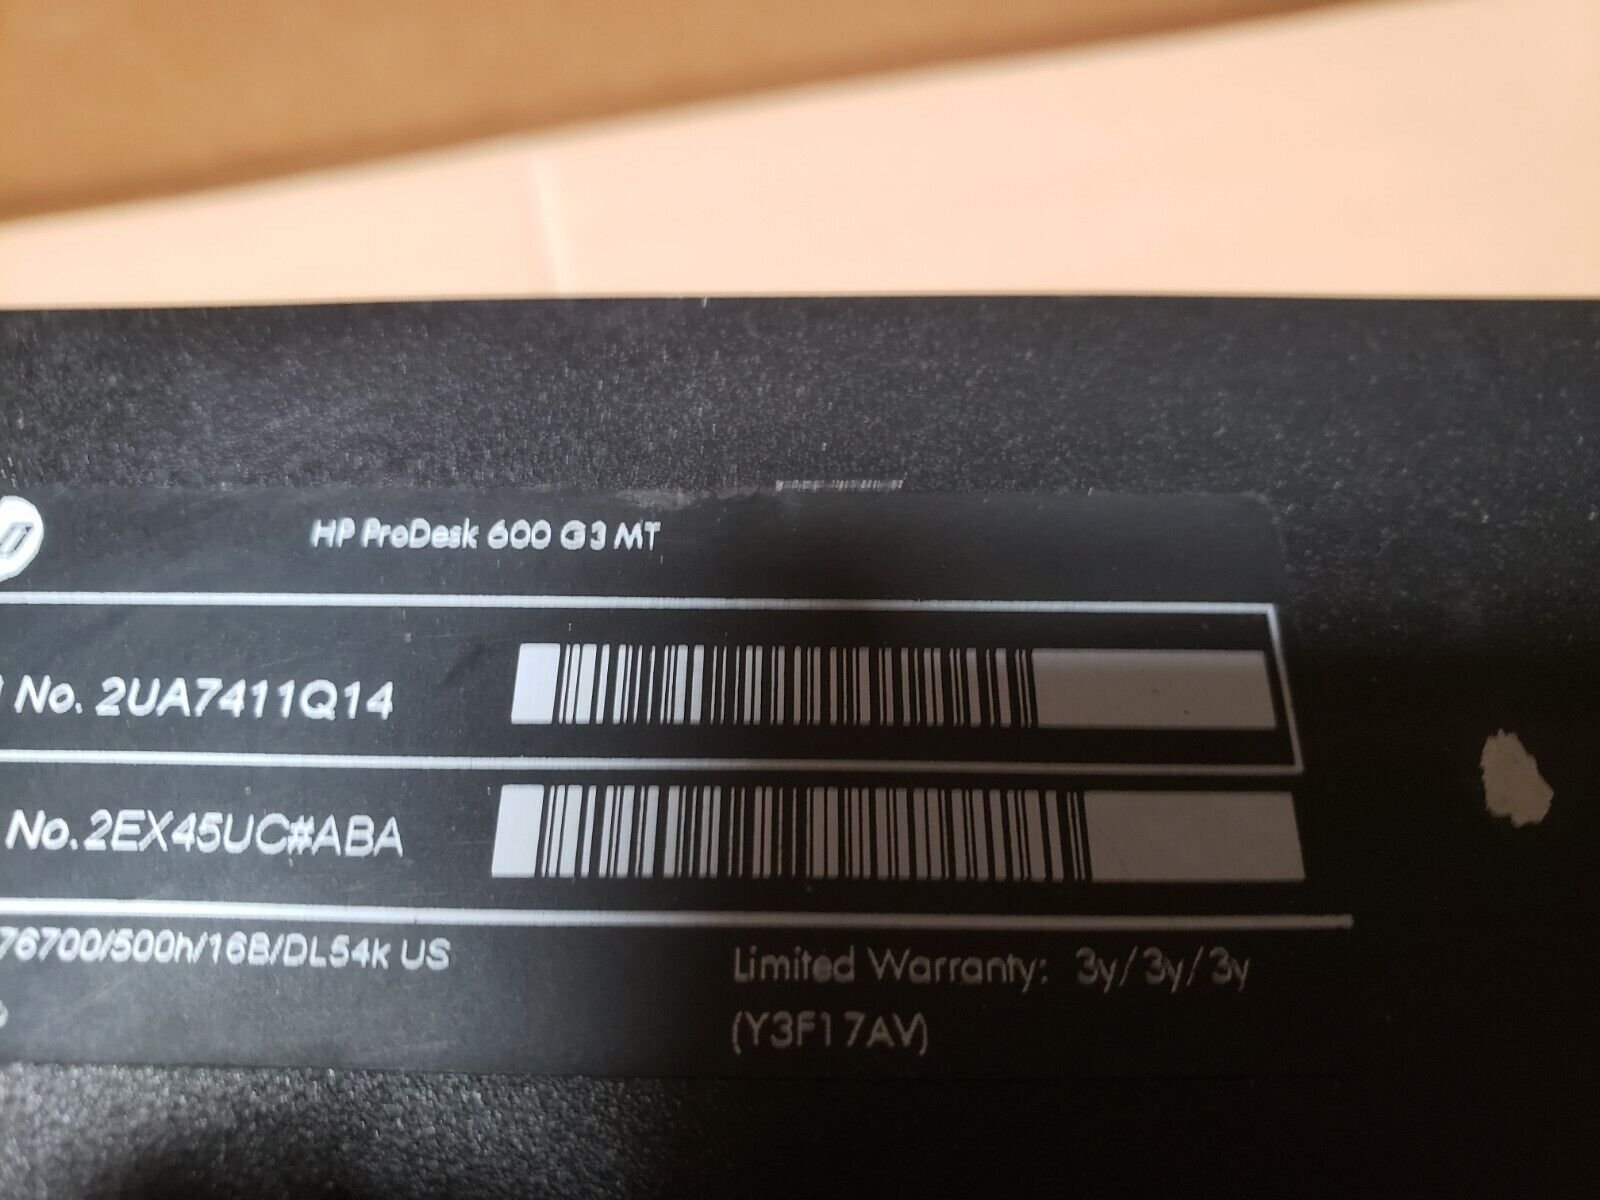 HP ProDesk 600 G3 MT
No. 2UA7411Q14
No. 2EX45UC#ABA
76700/500h/16B/DL54k US
Limited Warranty: 3y/3y/3y
(Y3F17AV)